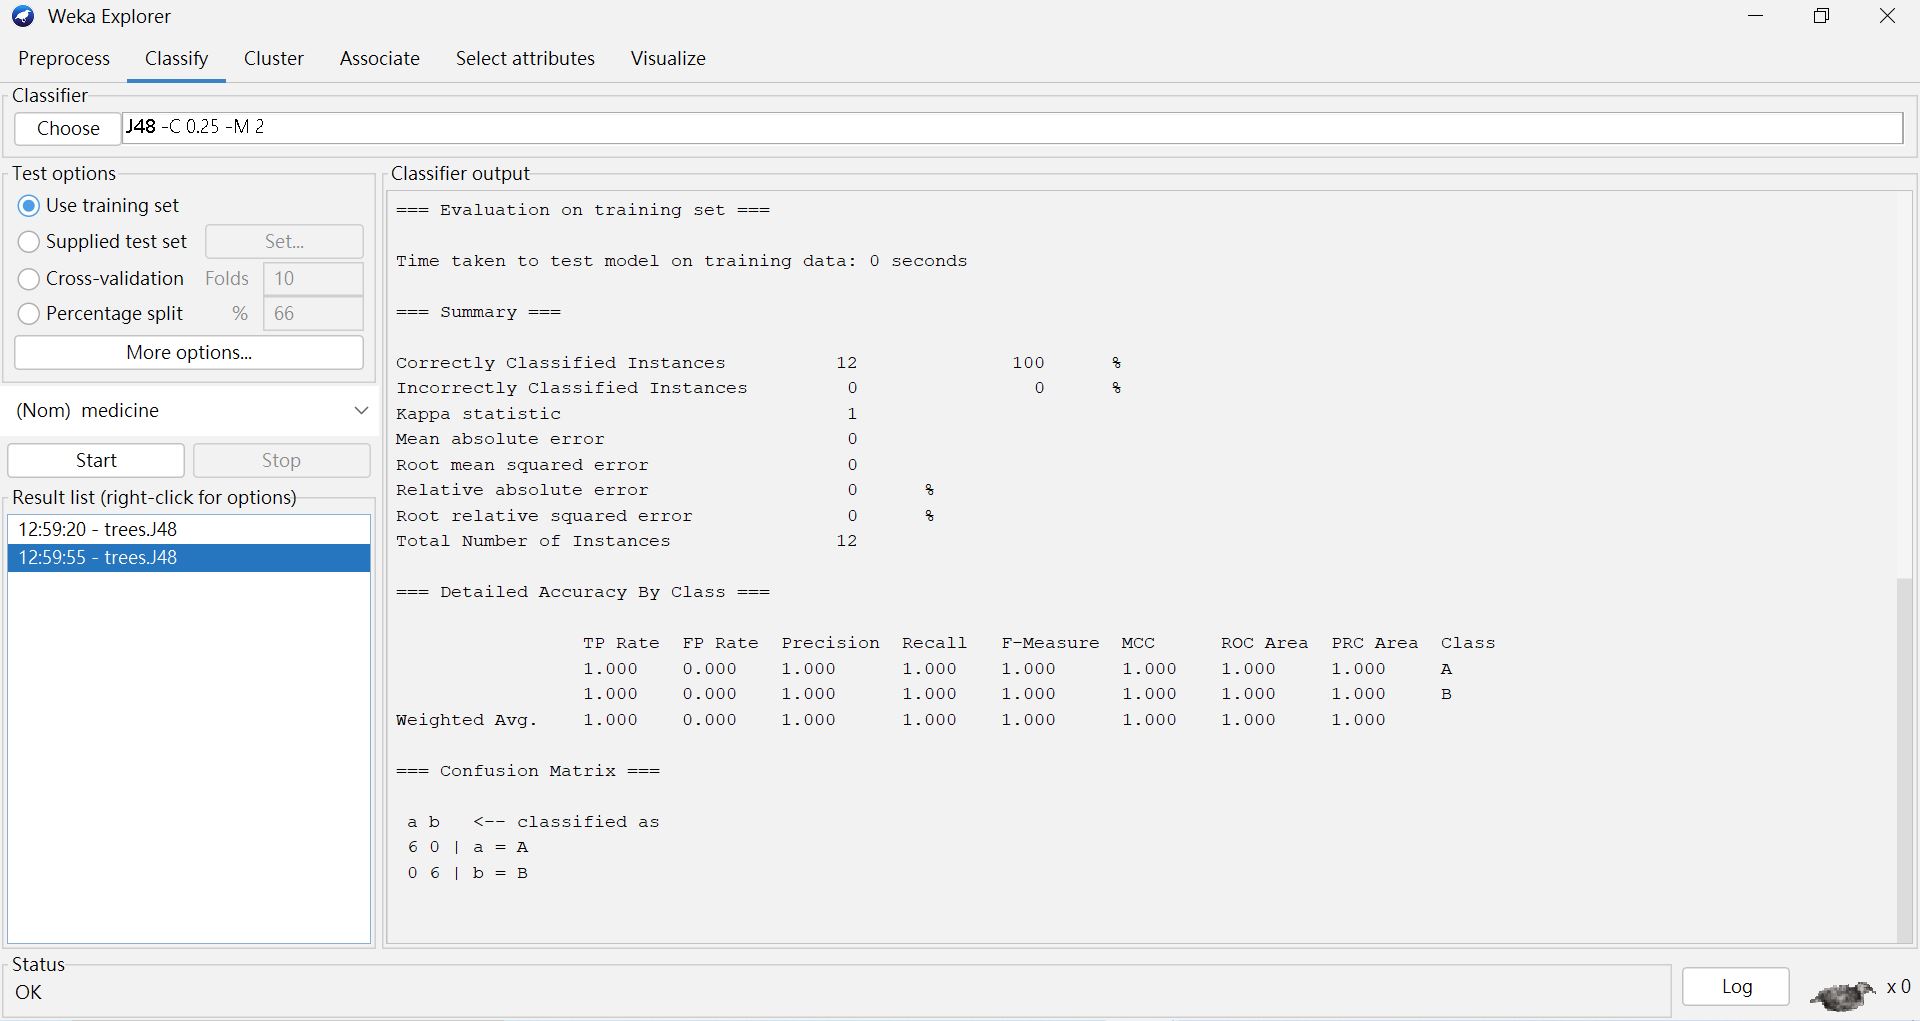 Weka Explorer
Preprocess Classify Cluster Associate Select attributes Visualize
Classifier
Choose J48 -C 0.25 -M 2
Test options
Use training set
Supplied test set Set...
Cross-validation Folds 10
Percentage split % 66
More options...
(Nom) medicine
Start Stop
Result list (right-click for options)
12:59:20 - trees.J48
12:59:55 - trees.J48
Classifier output
=== Evaluation on training set ===
Time taken to test model on training data: 0 seconds
=== Summary ===
Correctly Classified Instances 12 100 %
Incorrectly Classified Instances 0 0 %
Kappa statistic 1
Mean absolute error 0
Root mean squared error 0
Relative absolute error 0 %
Root relative squared error 0 %
Total Number of Instances 12
=== Detailed Accuracy By Class ===
TP Rate FP Rate Precision Recall F-Measure MCC ROC Area PRC Area Class
1.000 0.000 1.000 1.000 1.000 1.000 1.000 1.000 A
1.000 0.000 1.000 1.000 1.000 1.000 1.000 1.000 B
Weighted Avg. 1.000 0.000 1.000 1.000 1.000 1.000 1.000 1.000
=== Confusion Matrix ===
a b <-- classified as
6 0 | a = A
0 6 | b = B
Status
OK
Log x 0